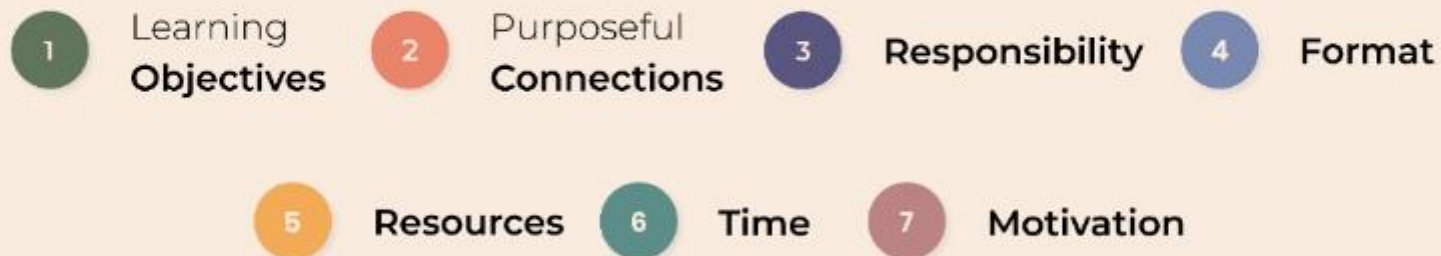 1 Learning
Objectives
2 Purposeful
Connections
3 Responsibility
4 Format
5 Resources
6 Time
7 Motivation